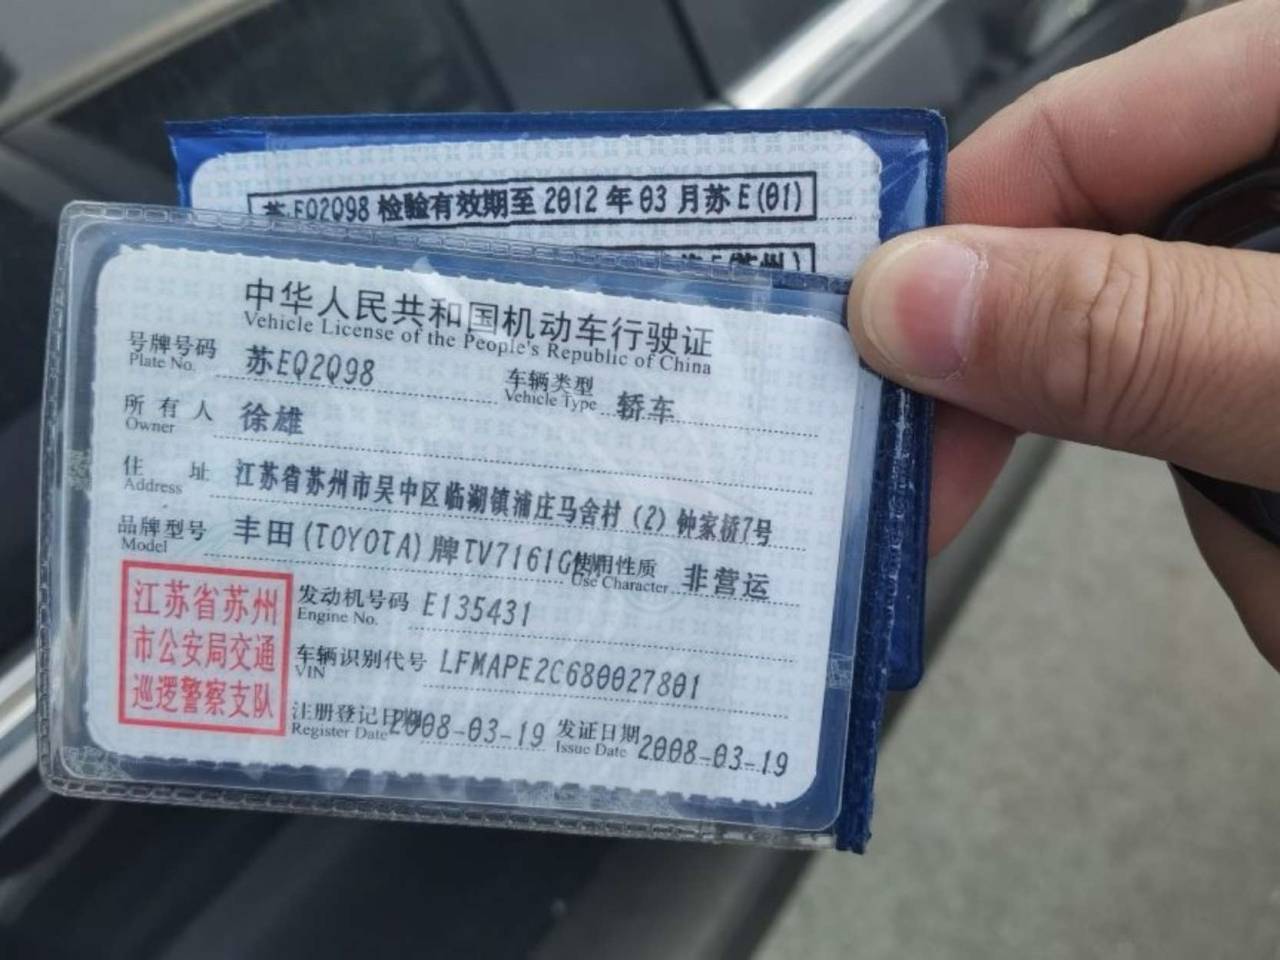 苏EQ2Q98 检验有效期至 2012 年 03 月苏 E (01)
中华人民共和国机动车行驶证
Vehicle License of the People's Republic of China
号牌号码 苏EQ2Q98
Plate No.
车辆类型 轿车
Vehicle Type
所有人 徐雄
Owner
住址 江苏省苏州市吴中区临湖镇浦庄马舍村 (2) 钟家桥7号
Address
品牌型号 丰田(TOYOTA)牌TV7161G
Model
使用性质 非营运
Use Character
江苏省苏州
市公安局交通
巡逻警察支队
发动机号码 E135431
Engine No.
车辆识别代号 LFMAPE2C680027801
VIN
注册登记日期 2008-03-19
Register Date
发证日期 2008-03-19
Issue Date